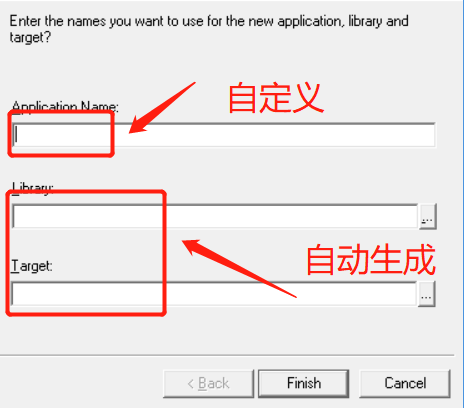 Enter the names you want to use for the new application, library and
target?
Application Name:
自定义
Library:
...
自动生成
Target:
...
< Back
Finish
Cancel